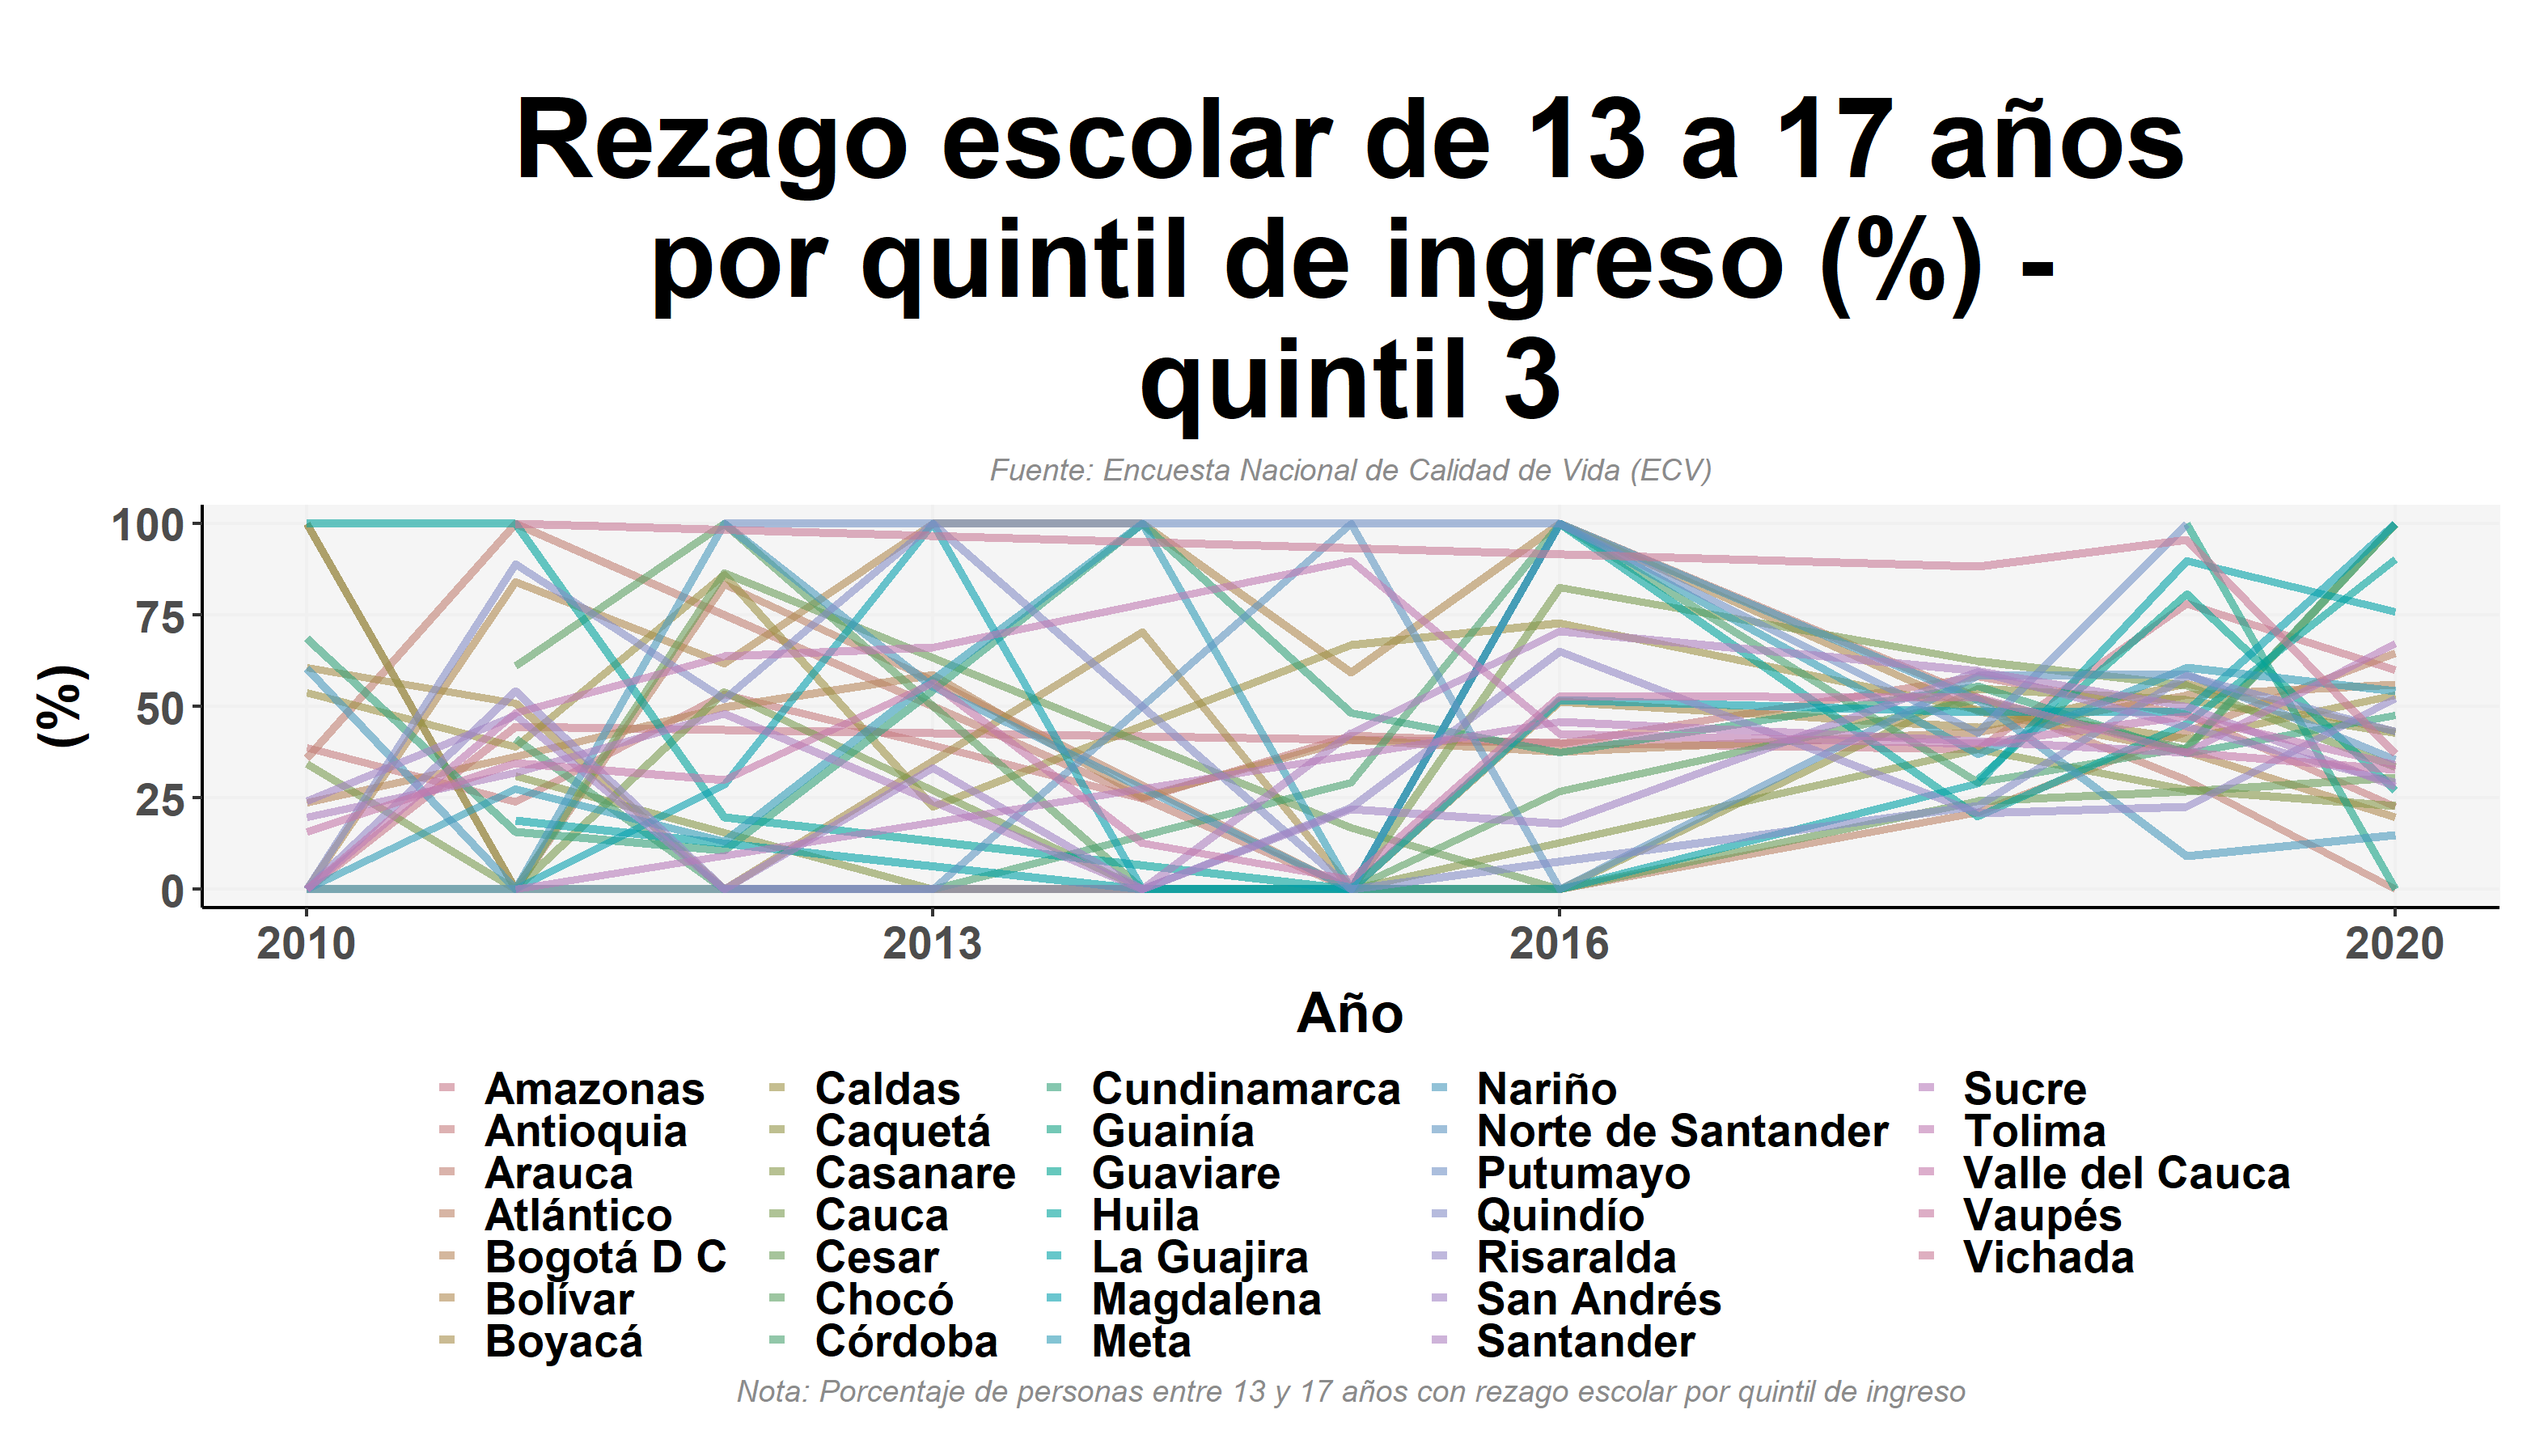 Rezago escolar de 13 a 17 años
por quintil de ingreso (%) -
quintil 3
Fuente: Encuesta Nacional de Calidad de Vida (ECV)
100
75
50
25
0
(%)
2010 2013 2016 2020
Año
Amazonas Caldas Cundinamarca Nariño Sucre
Antioquia Caquetá Guainía Norte de Santander Tolima
Arauca Casanare Guaviare Putumayo Valle del Cauca
Atlántico Cauca Huila Quindío Vaupés
Bogotá D C Cesar La Guajira Risaralda Vichada
Bolívar Chocó Magdalena San Andrés
Boyacá Córdoba Meta Santander
Nota: Porcentaje de personas entre 13 y 17 años con rezago escolar por quintil de ingreso